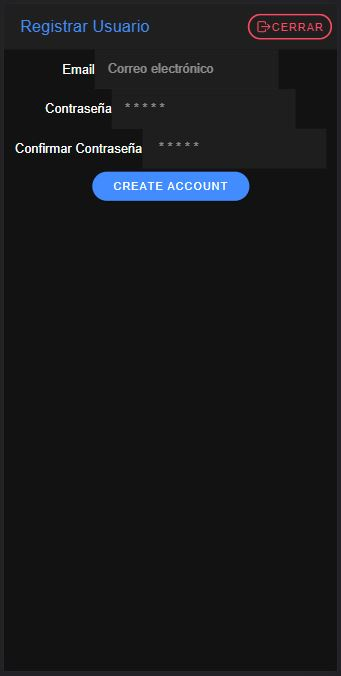 Registrar Usuario CERRAR
Email Correo electrónico
Contraseña *****
Confirmar Contraseña *****
CREATE ACCOUNT